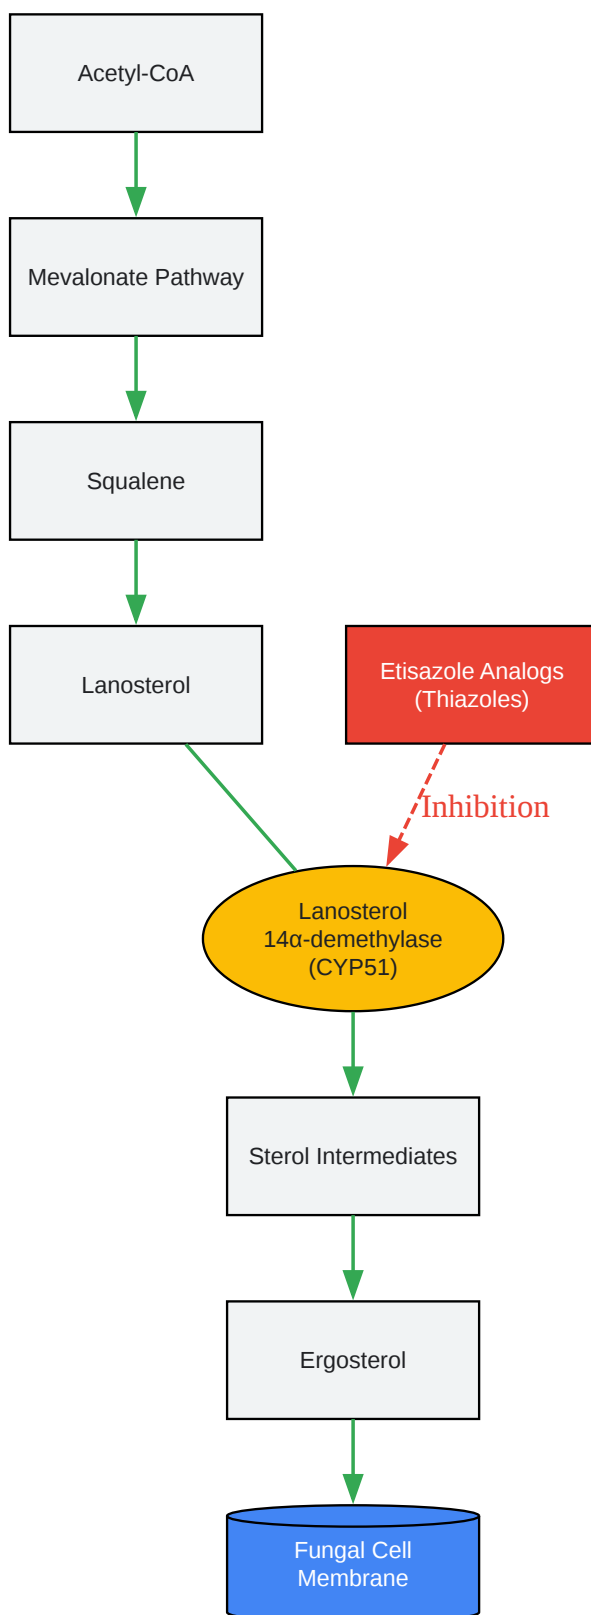 Acetyl-CoA
Mevalonate Pathway
Squalene
Lanosterol
Etisazole Analogs
(Thiazoles)
Inhibition
Lanosterol
14α-demethylase
(CYP51)
Sterol Intermediates
Ergosterol
Fungal Cell
Membrane